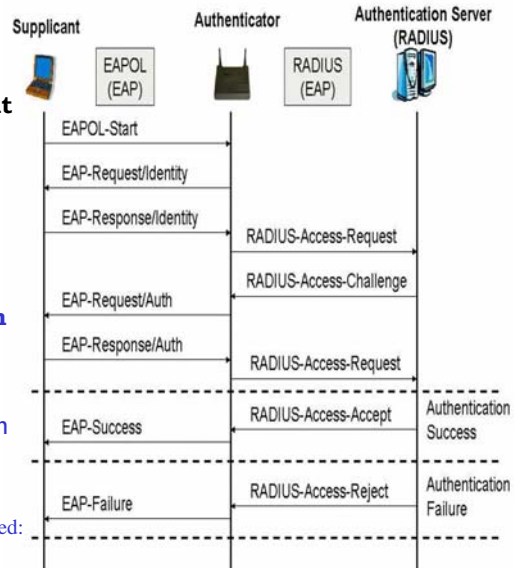 Supplicant
Authenticator
Authentication Server
(RADIUS)
EAPOL
(EAP)
RADIUS
(EAP)
EAPOL-Start
EAP-Request/Identity
EAP-Response/Identity
RADIUS-Access-Request
RADIUS-Access-Challenge
EAP-Request/Auth
EAP-Response/Auth
RADIUS-Access-Request
RADIUS-Access-Accept
Authentication
Success
EAP-Success
RADIUS-Access-Reject
Authentication
Failure
EAP-Failure
ed: